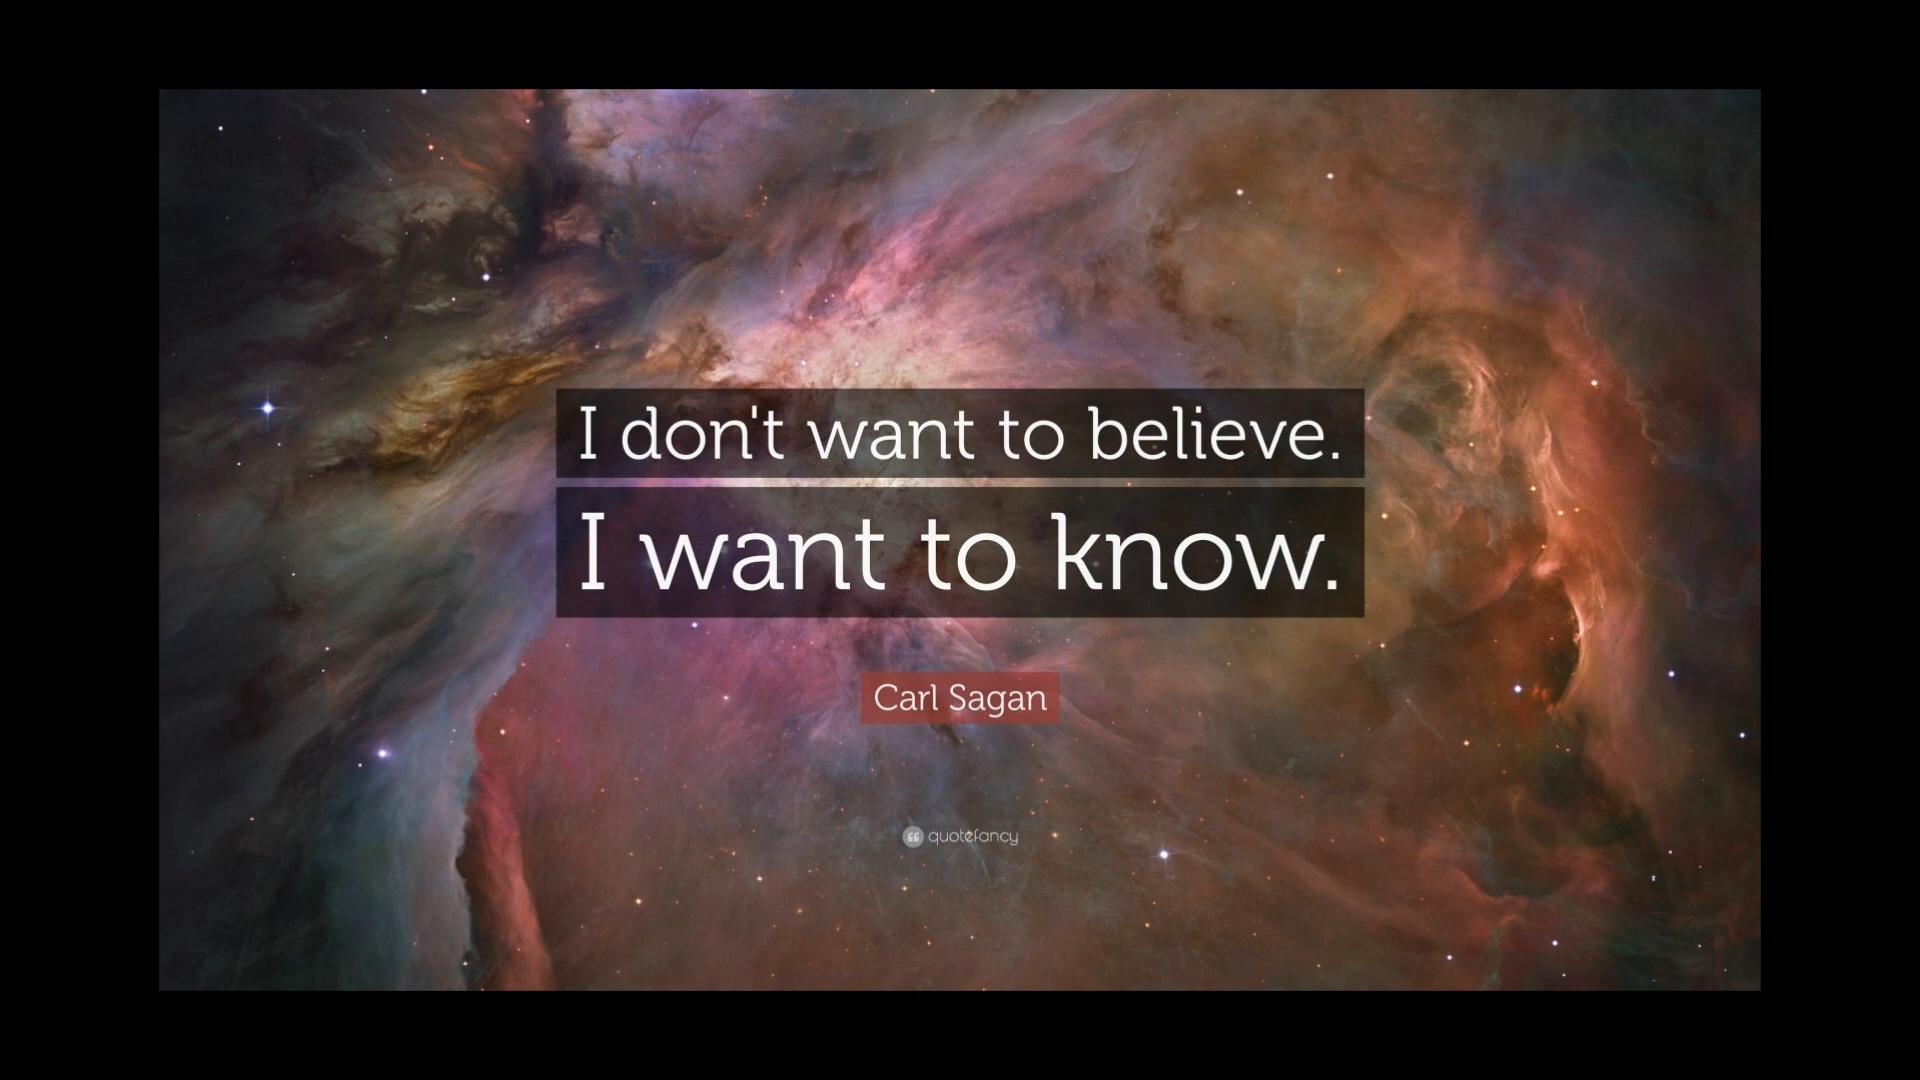 I don't want to believe.
I want to know.
Carl Sagan
quotefancy